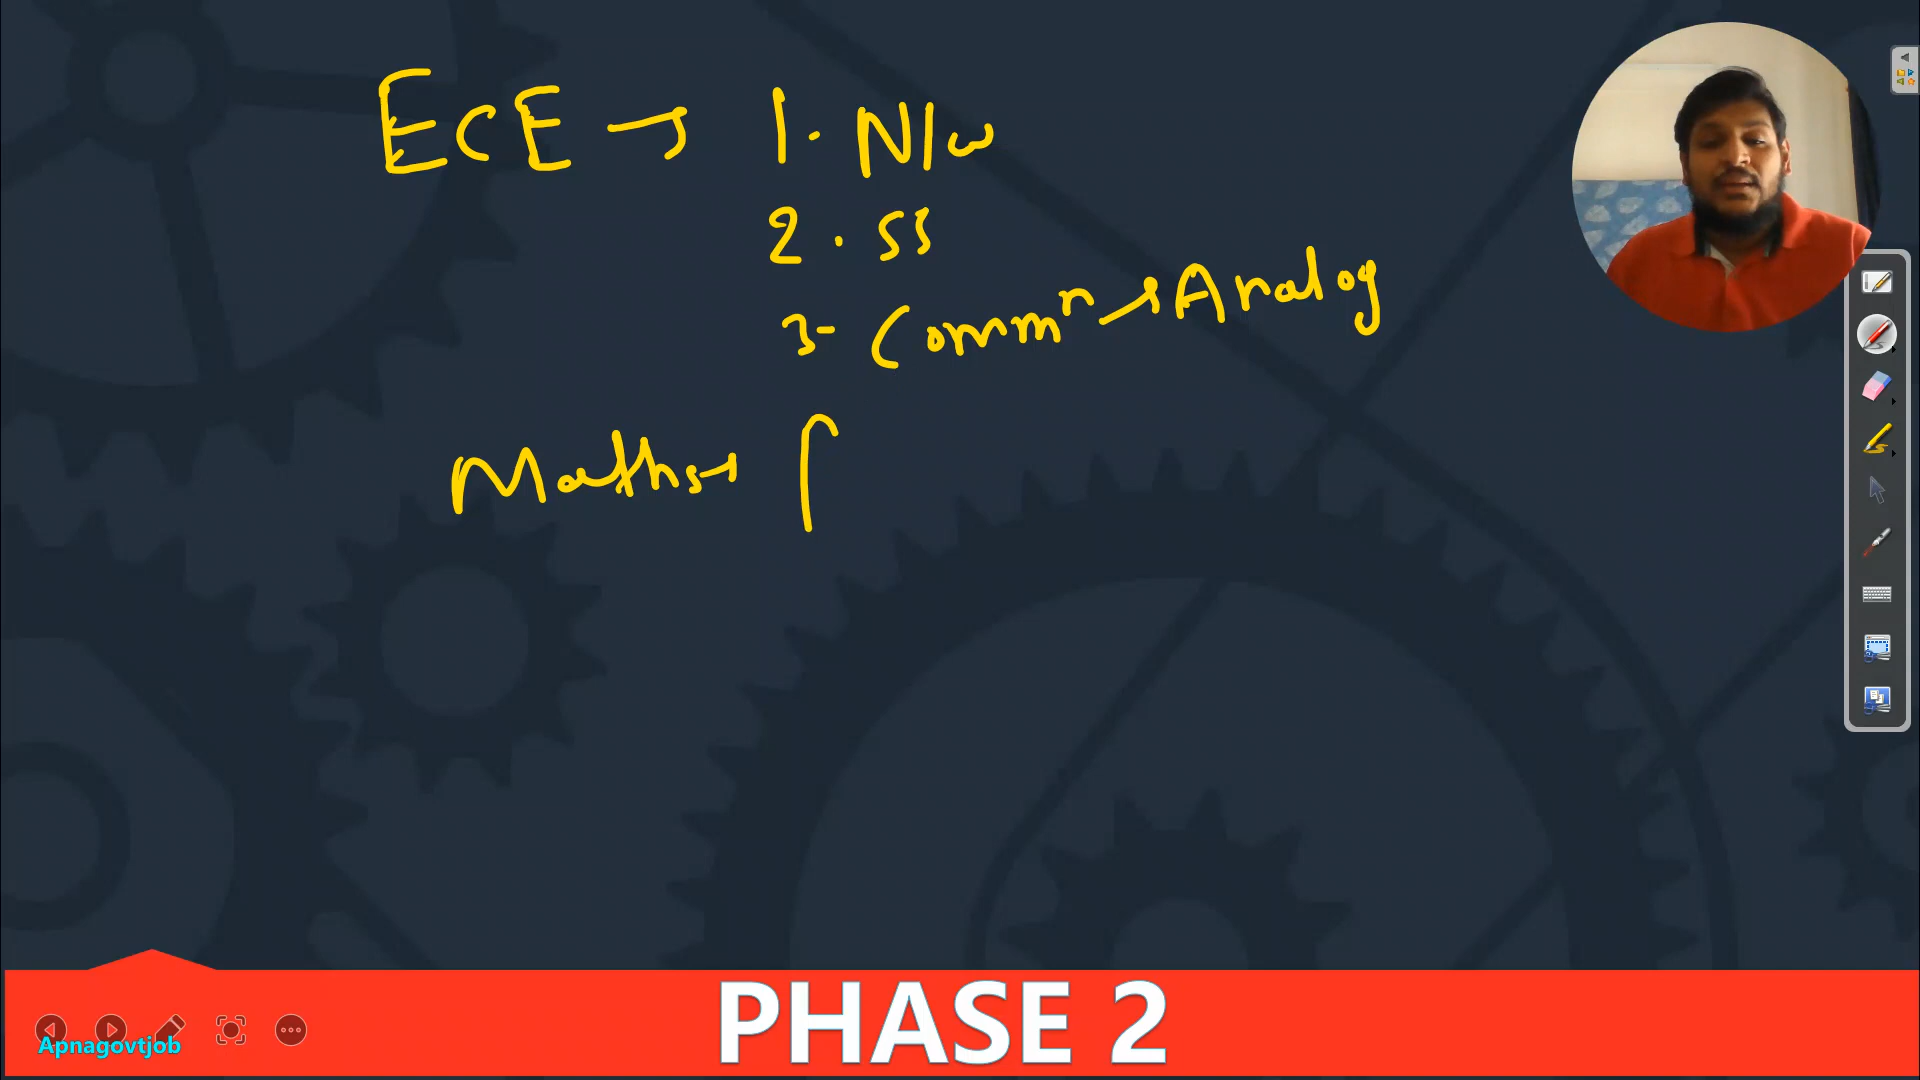 ECE → 1. N/w
2. SS
3- Commⁿ → Analog
Maths →
PHASE 2
Apnagovtjob